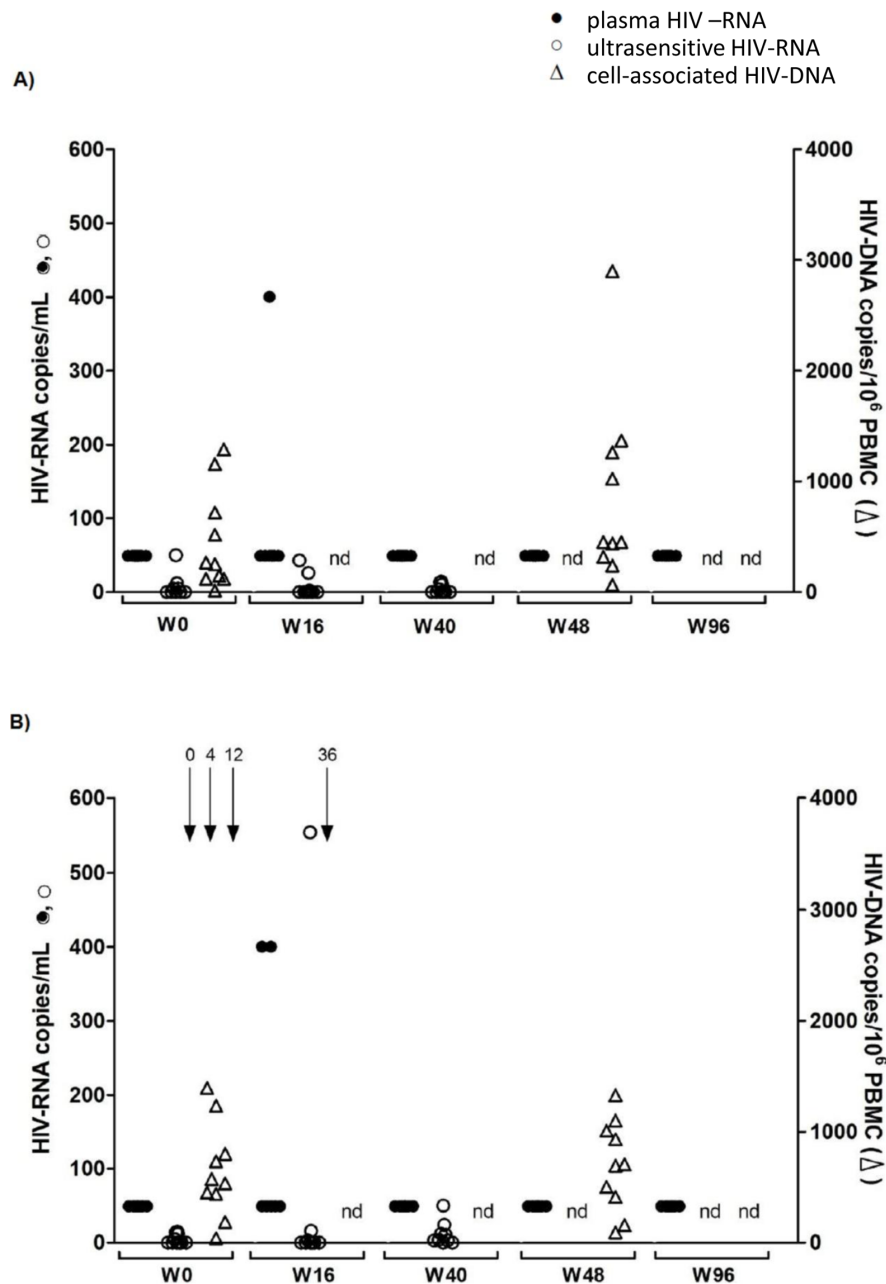 ● plasma HIV –RNA
○ ultrasensitive HIV-RNA
△ cell-associated HIV-DNA
A)
HIV-RNA copies/mL ●, ○
600
500
400
300
200
100
0
4000
3000
2000
1000
0
HIV-DNA copies/10⁶ PBMC (△)
nd nd nd nd nd
W0 W16 W40 W48 W96
B)
0 4 12 36
HIV-RNA copies/mL ●, ○
600
500
400
300
200
100
0
4000
3000
2000
1000
0
HIV-DNA copies/10⁶ PBMC (△)
nd nd nd nd nd
W0 W16 W40 W48 W96